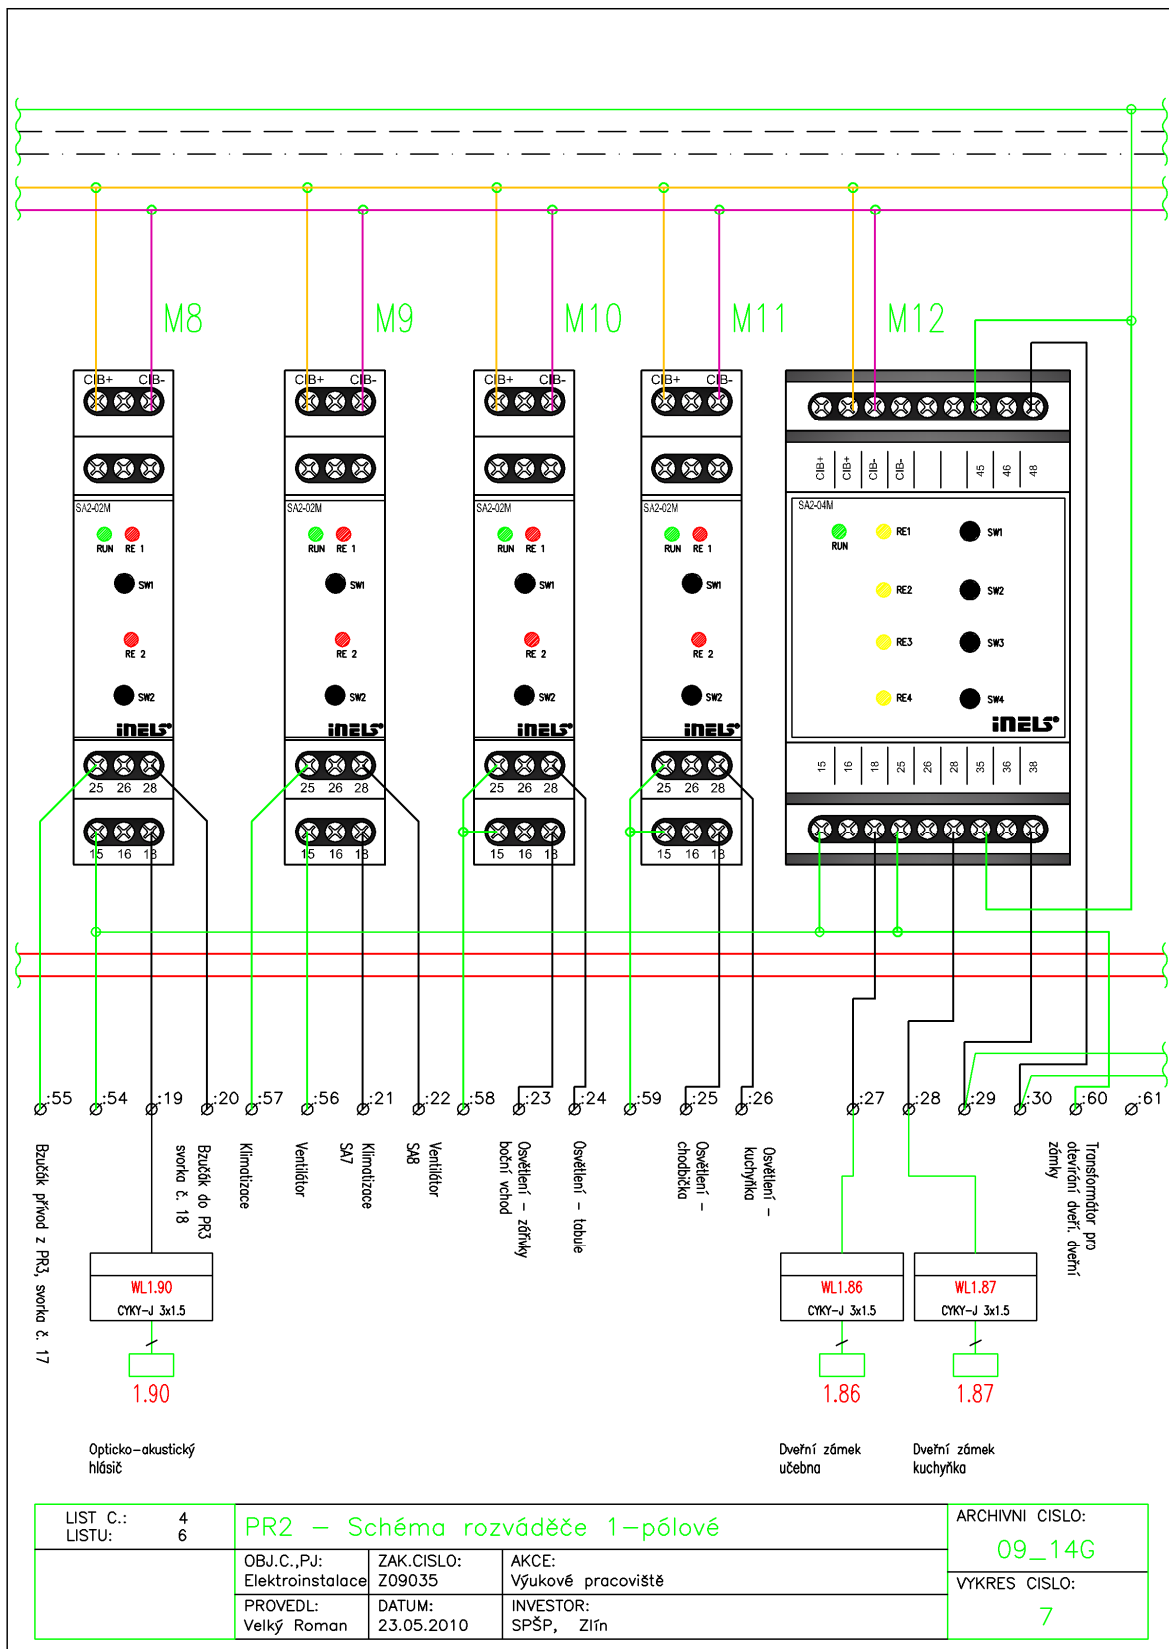 M8 M9 M10 M11 M12
CIB+ CIB- CIB+ CIB- CIB+ CIB- CIB+ CIB-
CIB+ CIB+ CIB- CIB- 45 46 48
SA2-02M SA2-02M SA2-02M SA2-02M SA2-04M
RUN RE 1 RUN RE 1 RUN RE 1 RUN RE 1 RUN RE1 SW1
SW1 SW1 SW1 SW1 RE2 SW2
RE 2 RE 2 RE 2 RE 2 RE3 SW3
SW2 SW2 SW2 SW2 RE4 SW4
iNELS iNELS iNELS iNELS iNELS
15 16 18 25 26 28 35 36 38
25 26 28 25 26 28 25 26 28 25 26 28
15 16 18 15 16 18 15 16 18 15 16 18
:55 :54 :19 :20 :57 :56 :21 :22 :58 :23 :24 :59 :25 :26 :27 :28 :29 :30 :60 :61
Bzučák přívod z PR3, svorka č. 17
Bzučák do PR3
svorka č. 18
Klimatizace
Ventilátor
Klimatizace
SA7
Ventilátor
SA8
Osvětlení - zářivky
boční vchod
Osvětlení - tabule
Osvětlení -
chodbička
Osvětlení -
kuchyňka
Transformátor pro
otevírání dveří, dveřní
zámky
WL1.90
CYKY-J 3x1.5
1.90
Opticko-akustický
hlásič
WL1.86
CYKY-J 3x1.5
1.86
Dveřní zámek
učebna
WL1.87
CYKY-J 3x1.5
1.87
Dveřní zámek
kuchyňka
LIST C.: 4
LISTU: 6
PR2 - Schéma rozváděče 1-pólové
OBJ.C.,PJ:
Elektroinstalace
ZAK.CISLO:
Z09035
AKCE:
Výukové pracoviště
PROVEDL:
Velký Roman
DATUM:
23.05.2010
INVESTOR:
SPŠP, Zlín
ARCHIVNI CISLO:
09_14G
VYKRES CISLO:
7